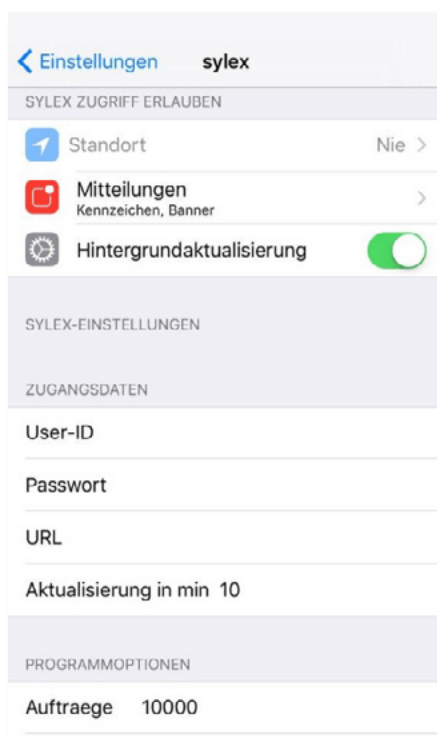 Einstellungen sylex
SYLEX ZUGRIFF ERLAUBEN
Standort Nie
Mitteilungen
Kennzeichen, Banner
Hintergrundaktualisierung
SYLEX-EINSTELLUNGEN
ZUGANGSDATEN
User-ID
Passwort
URL
Aktualisierung in min 10
PROGRAMMOPTIONEN
Auftraege 10000